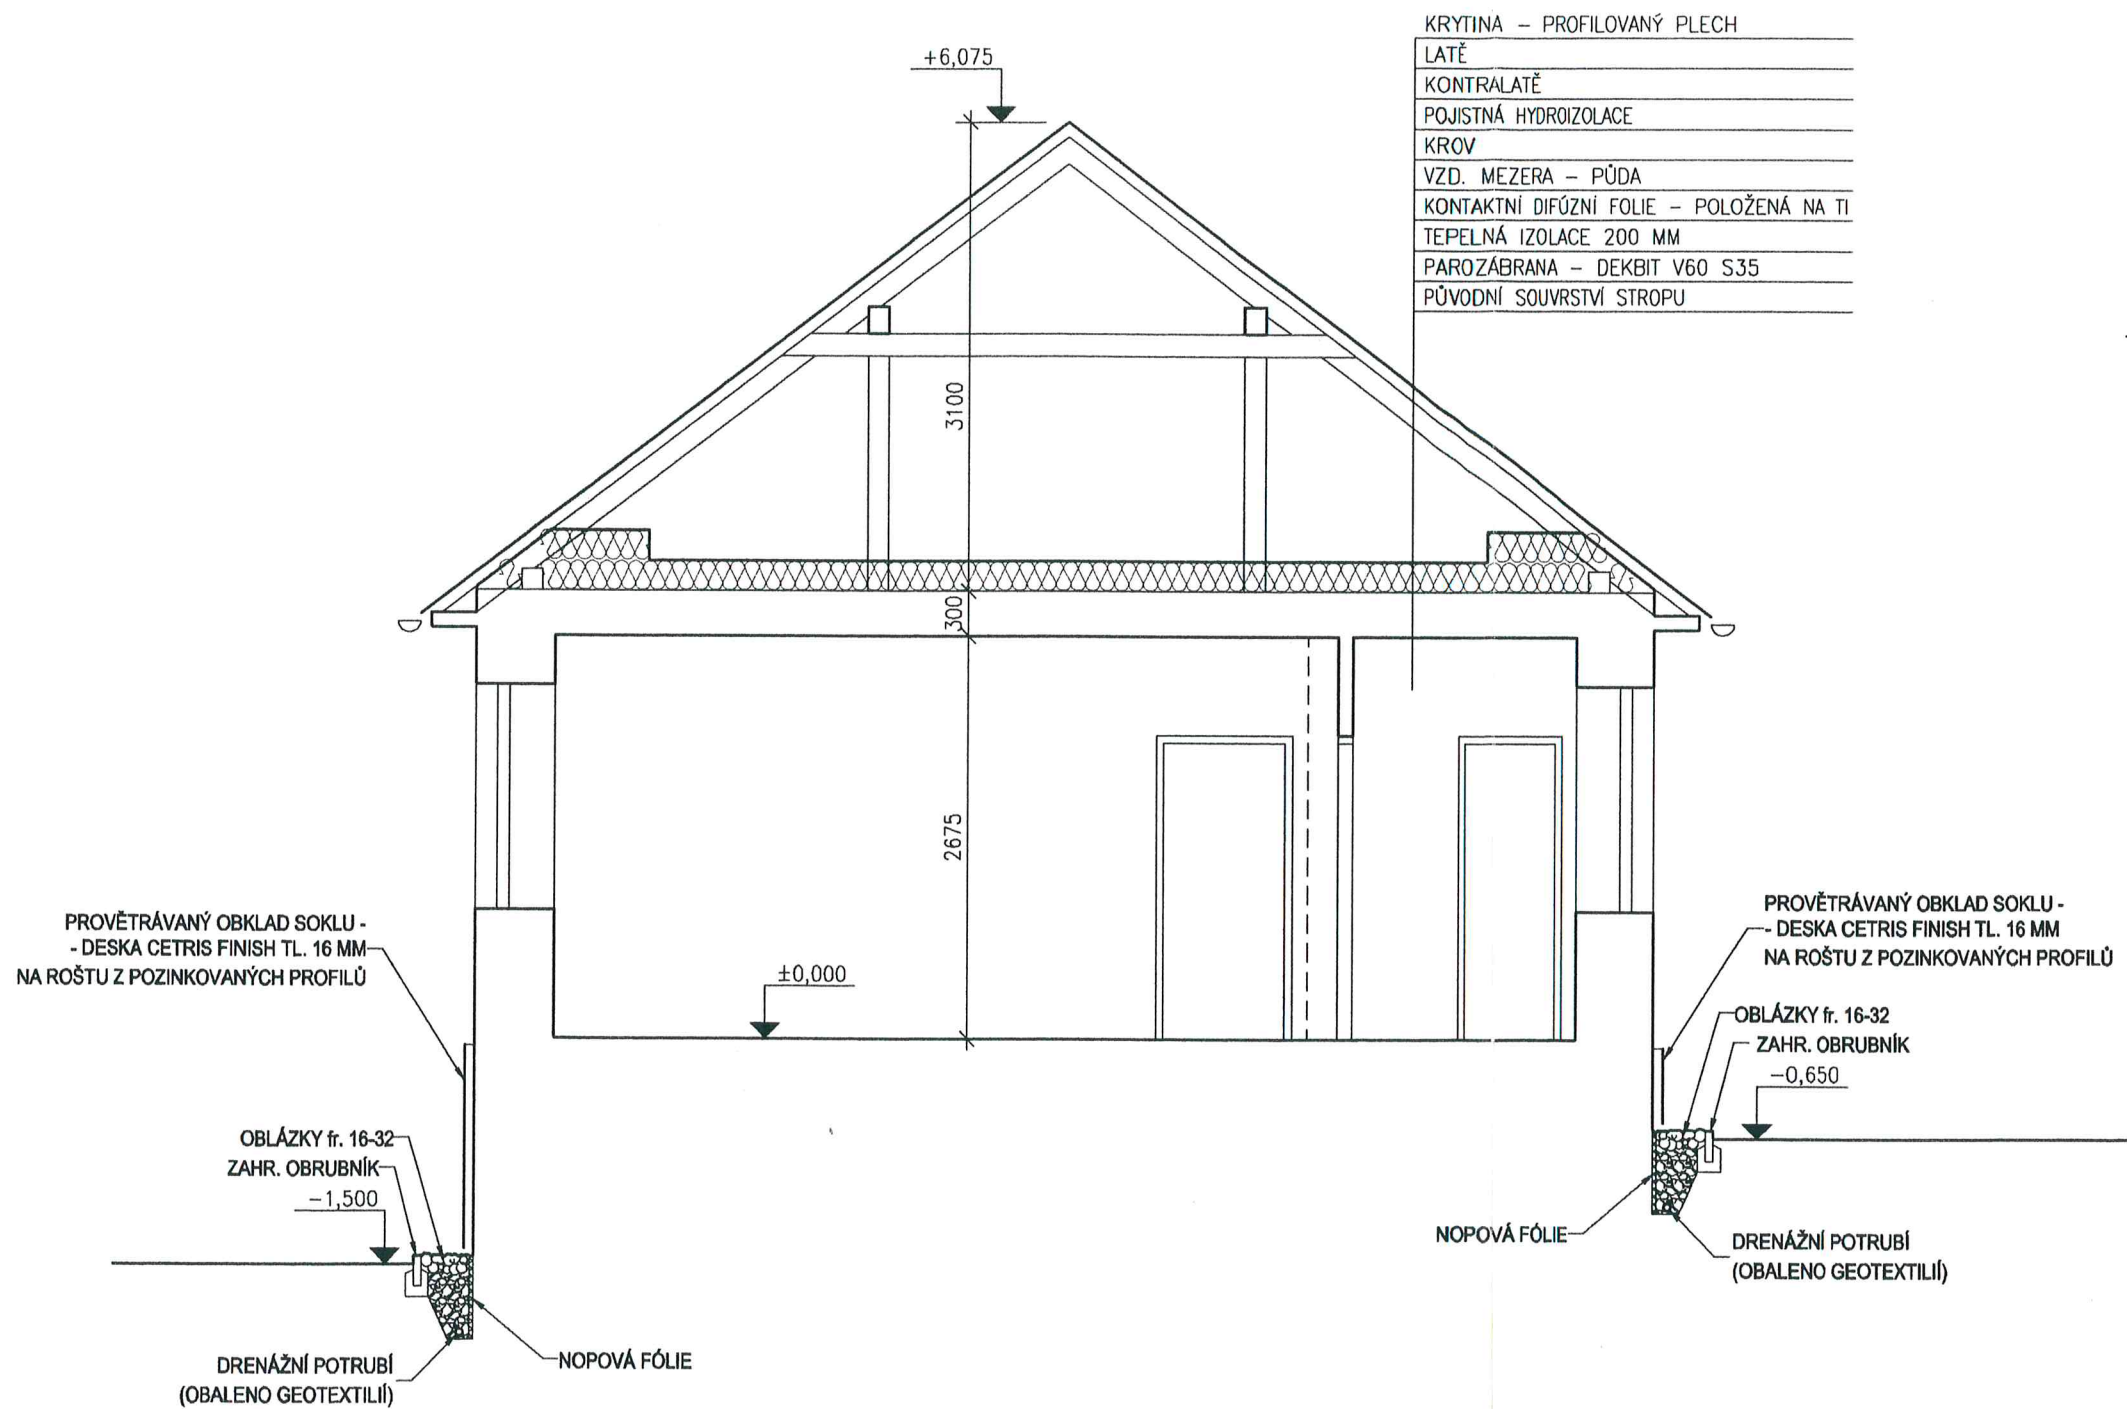 KRYTINA – PROFILOVANÝ PLECH
LATĚ
KONTRALATĚ
POJISTNÁ HYDROIZOLACE
KROV
VZD. MEZERA – PŮDA
KONTAKTNÍ DIFÚZNÍ FOLIE – POLOŽENÁ NA TI
TEPELNÁ IZOLACE 200 MM
PAROZÁBRANA – DEKBIT V60 S35
PŮVODNÍ SOUVRSTVÍ STROPU
+6,075
3100
300
2675
±0,000
PROVĚTRÁVANÝ OBKLAD SOKLU -
- DESKA CETRIS FINISH TL. 16 MM
NA ROŠTU Z POZINKOVANÝCH PROFILŮ
OBLÁZKY fr. 16-32
ZAHR. OBRUBNÍK
−1,500
DRENÁŽNÍ POTRUBÍ
(OBALENO GEOTEXTILIÍ)
NOPOVÁ FÓLIE
PROVĚTRÁVANÝ OBKLAD SOKLU -
- DESKA CETRIS FINISH TL. 16 MM
NA ROŠTU Z POZINKOVANÝCH PROFILŮ
OBLÁZKY fr. 16-32
ZAHR. OBRUBNÍK
−0,650
NOPOVÁ FÓLIE
DRENÁŽNÍ POTRUBÍ
(OBALENO GEOTEXTILIÍ)